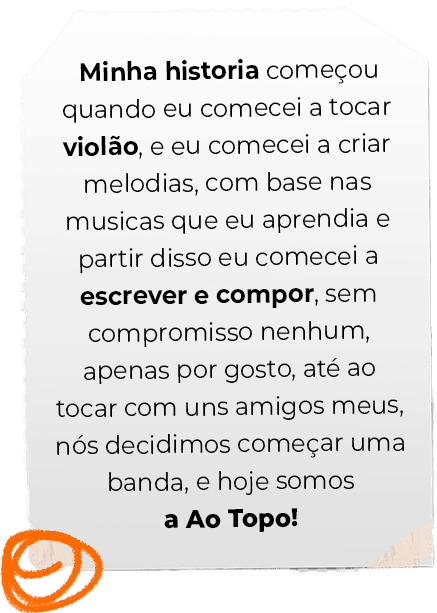 Minha historia começou
quando eu comecei a tocar
violão, e eu comecei a criar
melodias, com base nas
musicas que eu aprendia e
partir disso eu comecei a
escrever e compor, sem
compromisso nenhum,
apenas por gosto, até ao
tocar com uns amigos meus,
nós decidimos começar uma
banda, e hoje somos
a Ao Topo!